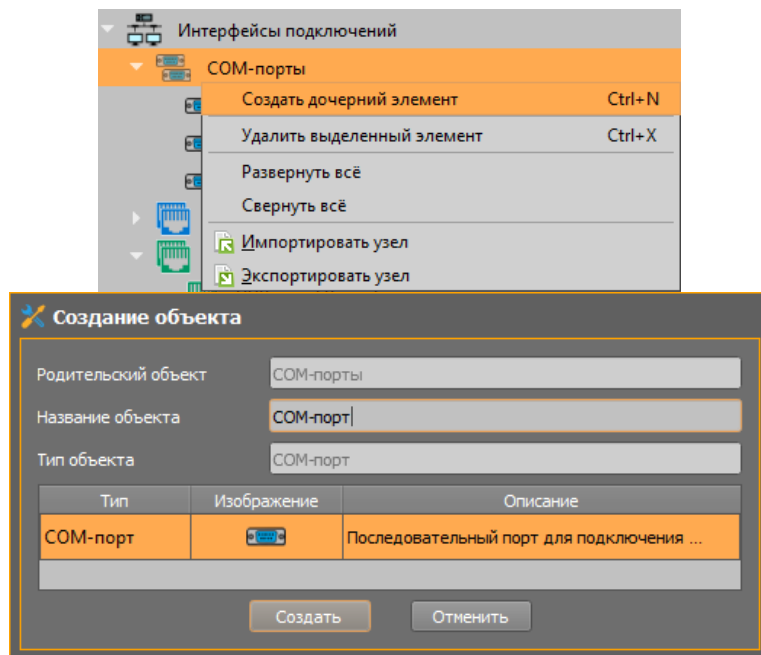 Интерфейсы подключений
COM-порты
Создать дочерний элемент Ctrl+N
Удалить выделенный элемент Ctrl+X
Развернуть всё
Свернуть всё
Импортировать узел
Экспортировать узел
Создание объекта
Родительский объект COM-порты
Название объекта COM-порт
Тип объекта COM-порт
Тип Изображение Описание
COM-порт Последовательный порт для подключения ...
Создать Отменить